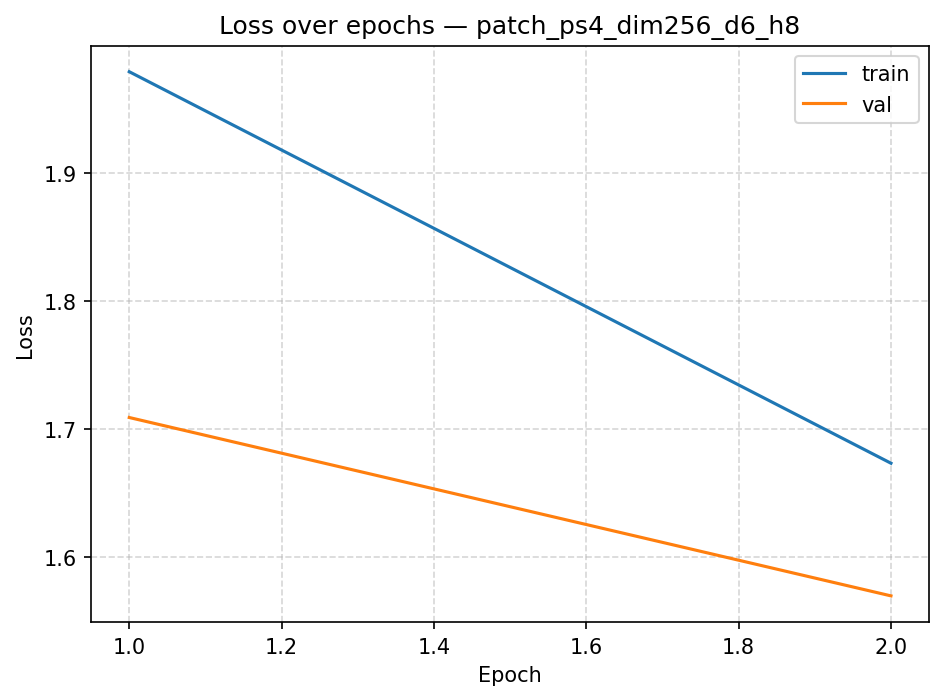 Loss over epochs — patch_ps4_dim256_d6_h8
train
val
1.9
1.8
1.7
1.6
Loss
1.0 1.2 1.4 1.6 1.8 2.0
Epoch